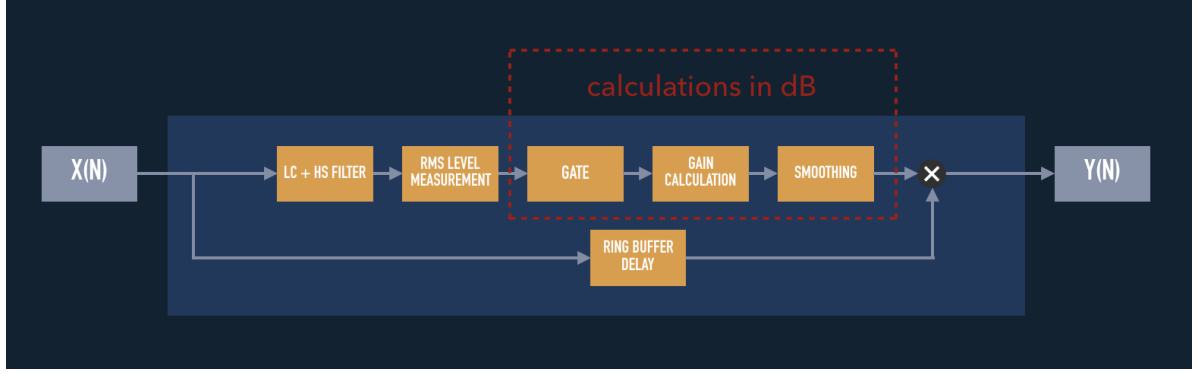 calculations in dB
X(N)
LC + HS FILTER
RMS LEVEL
MEASUREMENT
GATE
GAIN
CALCULATION
SMOOTHING
Y(N)
RING BUFFER
DELAY